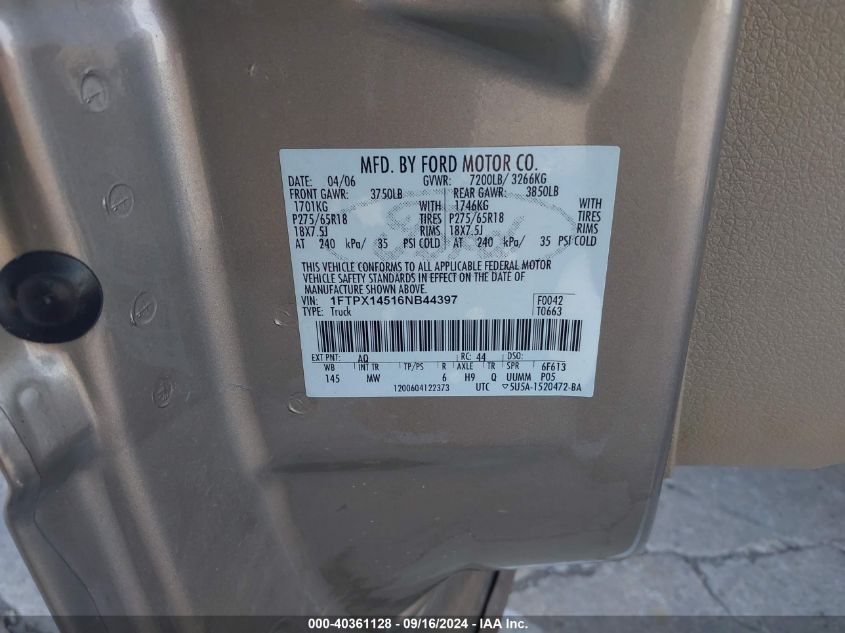 MFD. BY FORD MOTOR CO.
DATE: 04/06 GVWR: 7200LB/ 3266KG
FRONT GAWR: 3750LB REAR GAWR: 3850LB
1701KG WITH 1746KG WITH
P275/65R18 TIRES P275/65R18 TIRES
18X7.5J RIMS 18X7.5J RIMS
AT 240 kPa/ 35 PSI COLD AT 240 kPa/ 35 PSI COLD
THIS VEHICLE CONFORMS TO ALL APPLICABLE FEDERAL MOTOR
VEHICLE SAFETY STANDARDS IN EFFECT ON THE DATE OF
MANUFACTURE SHOWN ABOVE.
VIN: 1FTPX14516NB44397 F0042
TYPE: Truck T0663
EXT PNT: AQ RC: 44 DSO:
WB INT TR TP/PS R AXLE TR SPR 6F613
145 MW 6 H9 Q UUMM P05
1200604122373 UTC ▽5U5A-1520472-BA
Ford
000-40361128 - 09/16/2024 - IAA Inc.